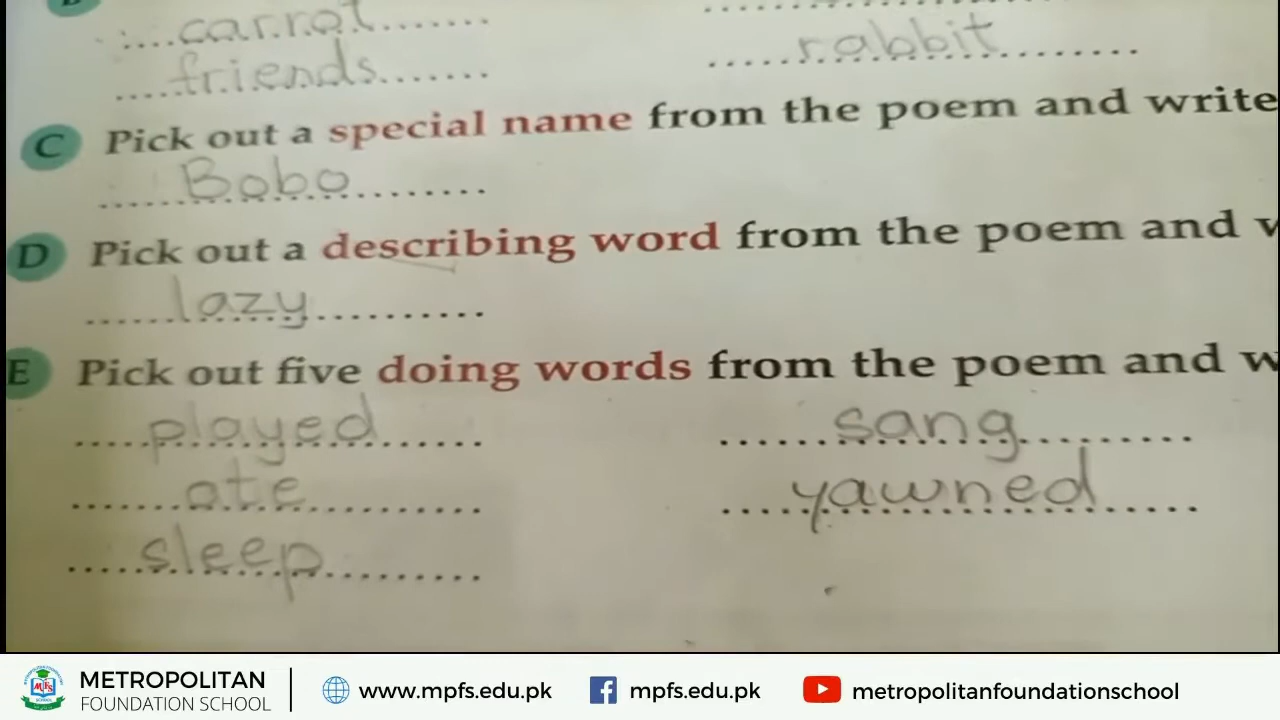 carrot
friends rabbit
C Pick out a special name from the poem and write
Bobo
D Pick out a describing word from the poem and
lazy
E Pick out five doing words from the poem and
played sang
ate yawned
sleep
METROPOLITAN
FOUNDATION SCHOOL
www.mpfs.edu.pk mpfs.edu.pk metropolitanfoundationschool